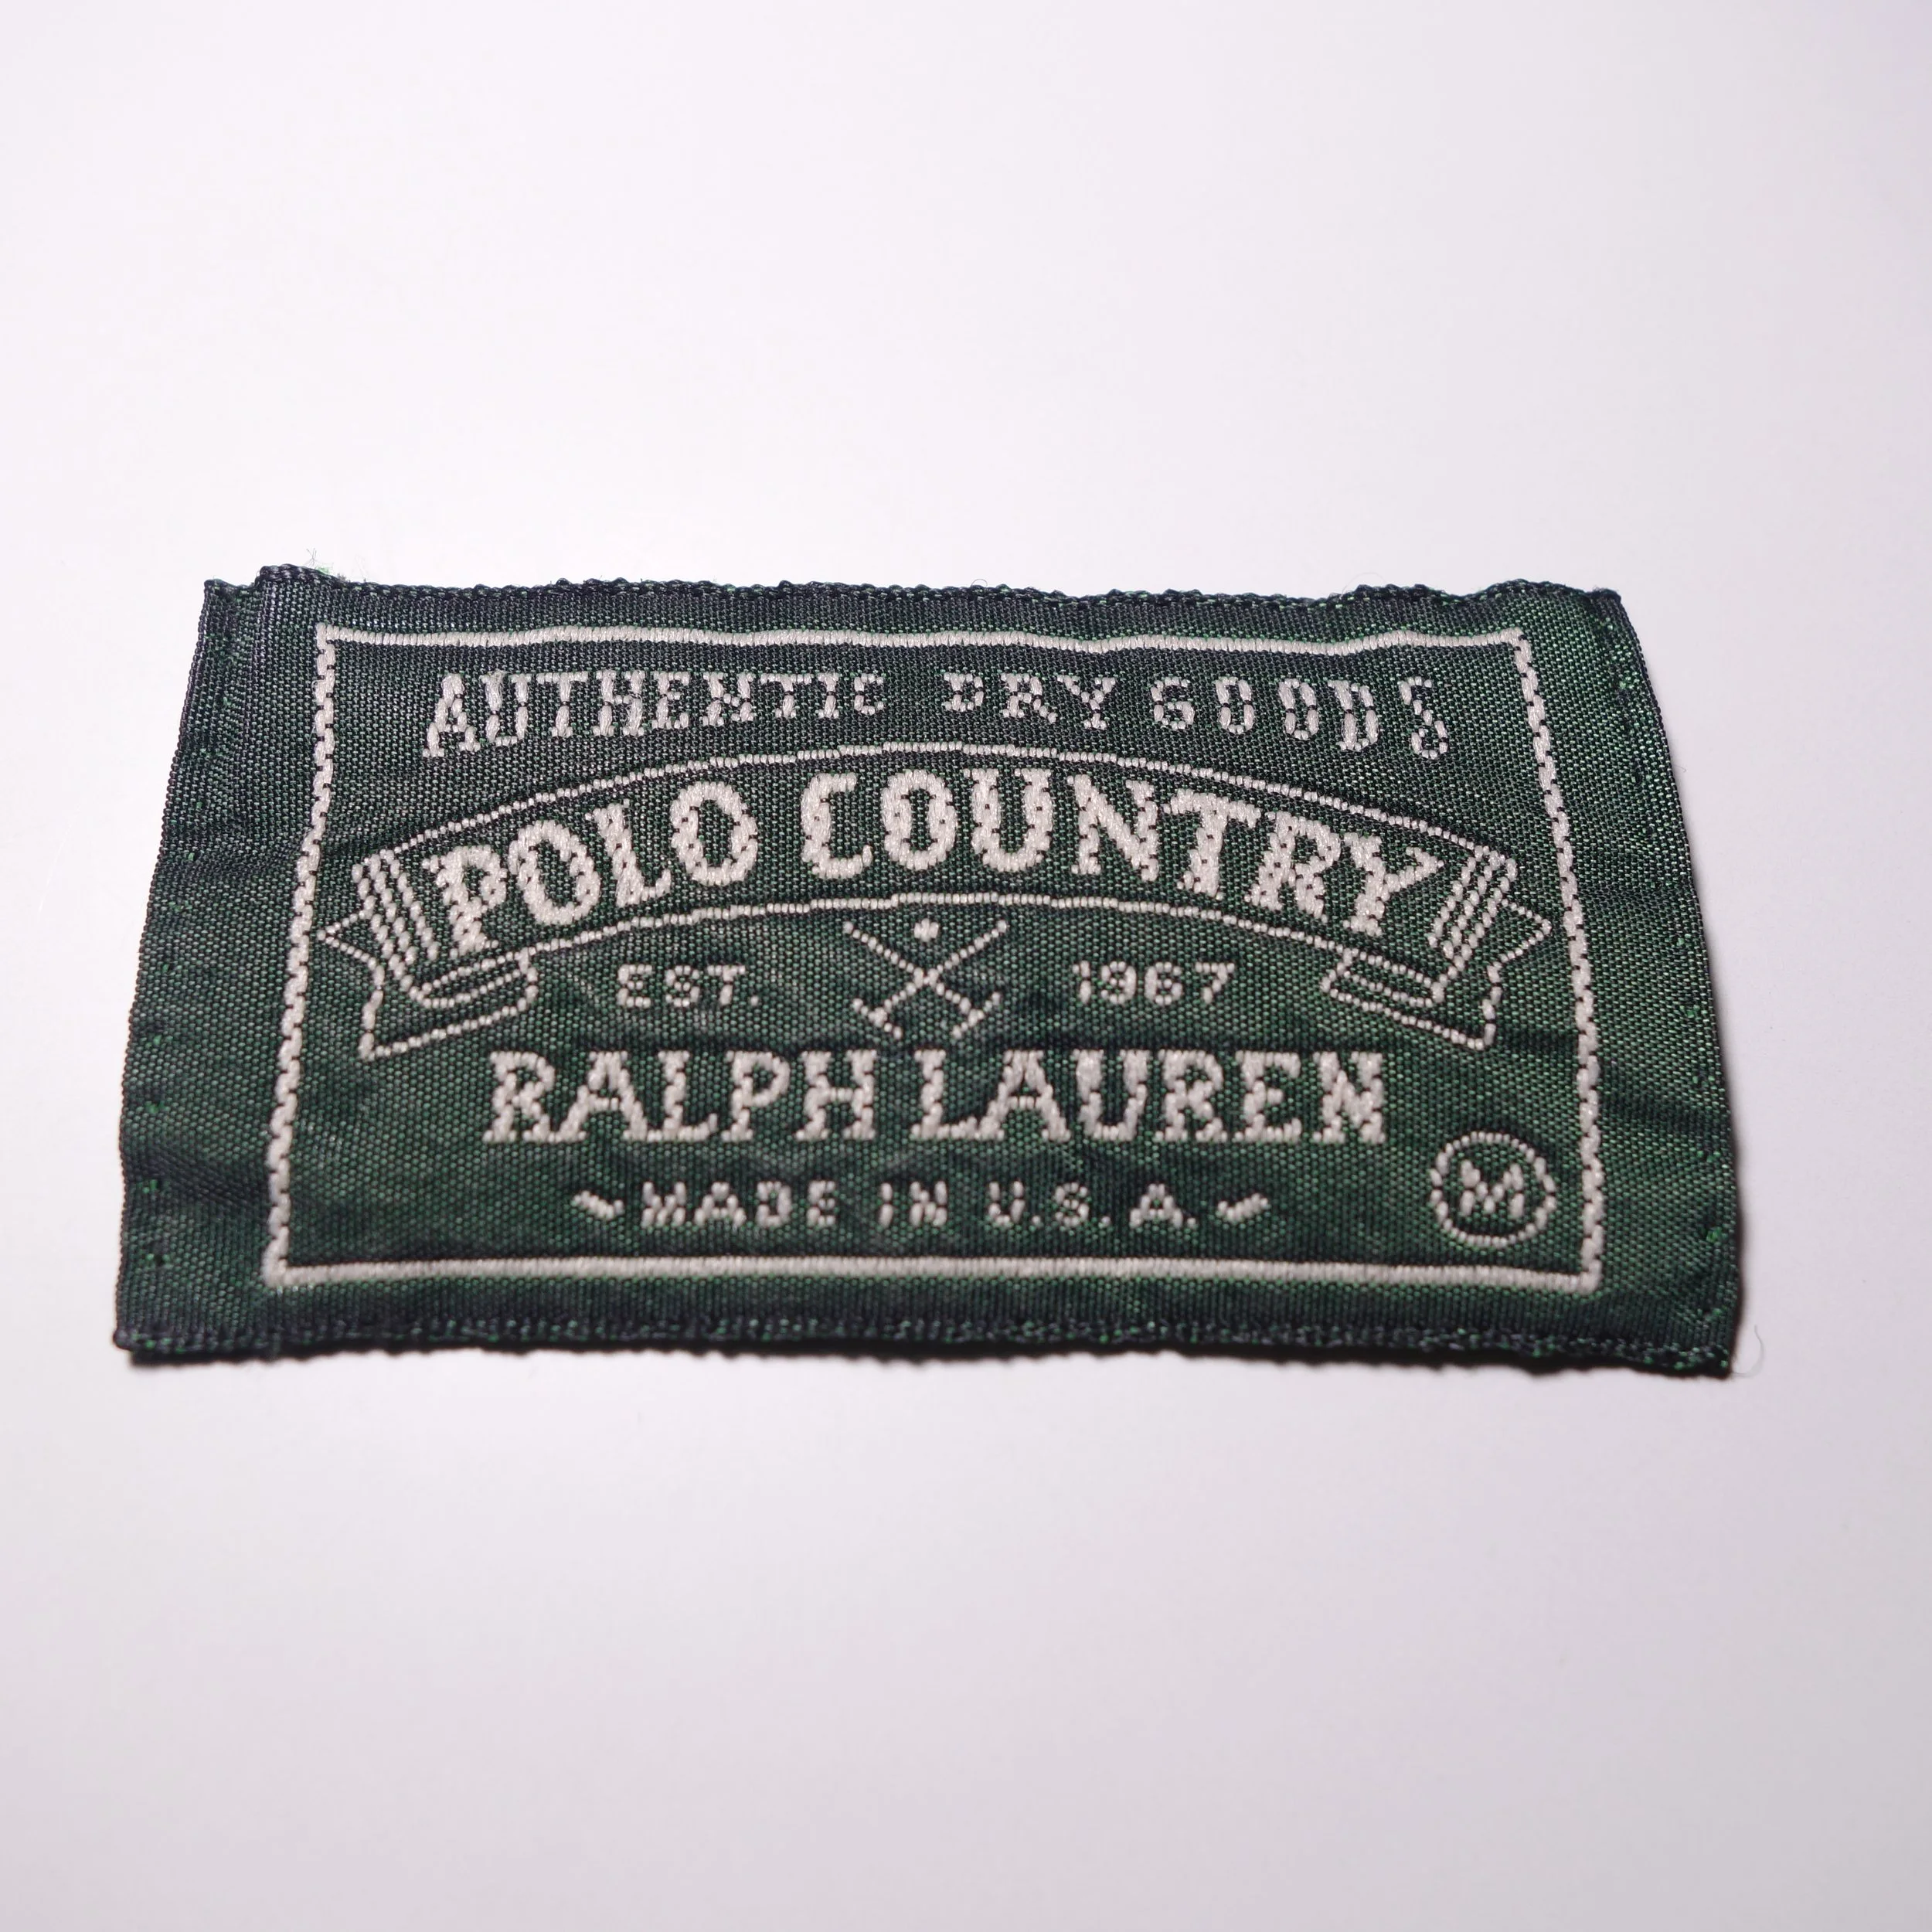 AUTHENTIC DRY GOODS
POLO COUNTRY
EST. 1967
RALPH LAUREN
~MADE IN U.S.A.~
M